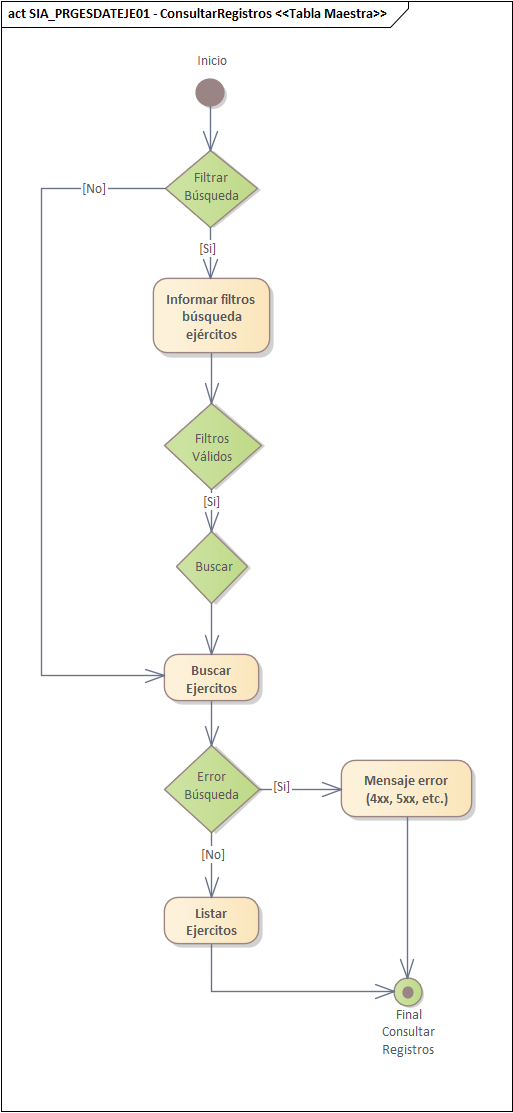 act SIA_PRGESDATEJE01 - ConsultarRegistros <<Tabla Maestra>>
Inicio
Filtrar
Búsqueda
[No]
[Si]
Informar filtros
búsqueda
ejércitos
Filtros
Válidos
[Si]
Buscar
Buscar
Ejercitos
Error
Búsqueda
[Si]
Mensaje error
(4xx, 5xx, etc.)
[No]
Listar
Ejercitos
Final
Consultar
Registros